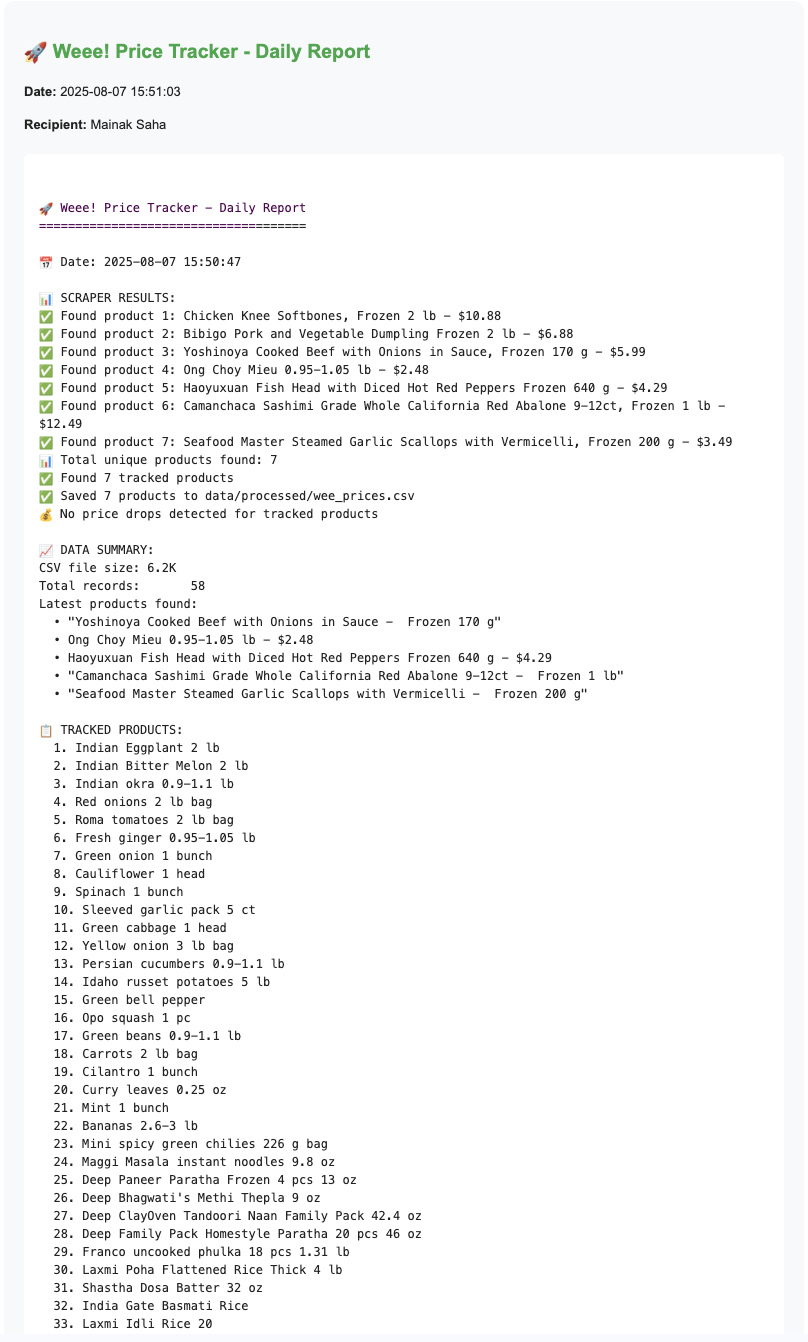 🚀 Weee! Price Tracker - Daily Report
Date: 2025-08-07 15:51:03
Recipient: Mainak Saha
🚀 Weee! Price Tracker - Daily Report
=====================================
📅 Date: 2025-08-07 15:50:47
📊 SCRAPER RESULTS:
✅ Found product 1: Chicken Knee Softbones, Frozen 2 lb - $10.88
✅ Found product 2: Bibigo Pork and Vegetable Dumpling Frozen 2 lb - $6.88
✅ Found product 3: Yoshinoya Cooked Beef with Onions in Sauce, Frozen 170 g - $5.99
✅ Found product 4: Ong Choy Mieu 0.95-1.05 lb - $2.48
✅ Found product 5: Haoyuxuan Fish Head with Diced Hot Red Peppers Frozen 640 g - $4.29
✅ Found product 6: Camanchaca Sashimi Grade Whole California Red Abalone 9-12ct, Frozen 1 lb -
$12.49
✅ Found product 7: Seafood Master Steamed Garlic Scallops with Vermicelli, Frozen 200 g - $3.49
📊 Total unique products found: 7
✅ Found 7 tracked products
✅ Saved 7 products to data/processed/wee_prices.csv
💰 No price drops detected for tracked products
📈 DATA SUMMARY:
CSV file size: 6.2K
Total records:       58
Latest products found:
• "Yoshinoya Cooked Beef with Onions in Sauce -  Frozen 170 g"
• Ong Choy Mieu 0.95-1.05 lb - $2.48
• Haoyuxuan Fish Head with Diced Hot Red Peppers Frozen 640 g - $4.29
• "Camanchaca Sashimi Grade Whole California Red Abalone 9-12ct -  Frozen 1 lb"
• "Seafood Master Steamed Garlic Scallops with Vermicelli -  Frozen 200 g"
📋 TRACKED PRODUCTS:
1. Indian Eggplant 2 lb
2. Indian Bitter Melon 2 lb
3. Indian okra 0.9-1.1 lb
4. Red onions 2 lb bag
5. Roma tomatoes 2 lb bag
6. Fresh ginger 0.95-1.05 lb
7. Green onion 1 bunch
8. Cauliflower 1 head
9. Spinach 1 bunch
10. Sleeved garlic pack 5 ct
11. Green cabbage 1 head
12. Yellow onion 3 lb bag
13. Persian cucumbers 0.9-1.1 lb
14. Idaho russet potatoes 5 lb
15. Green bell pepper
16. Opo squash 1 pc
17. Green beans 0.9-1.1 lb
18. Carrots 2 lb bag
19. Cilantro 1 bunch
20. Curry leaves 0.25 oz
21. Mint 1 bunch
22. Bananas 2.6-3 lb
23. Mini spicy green chilies 226 g bag
24. Maggi Masala instant noodles 9.8 oz
25. Deep Paneer Paratha Frozen 4 pcs 13 oz
26. Deep Bhagwati's Methi Thepla 9 oz
27. Deep ClayOven Tandoori Naan Family Pack 42.4 oz
28. Deep Family Pack Homestyle Paratha 20 pcs 46 oz
29. Franco uncooked phulka 18 pcs 1.31 lb
30. Laxmi Poha Flattened Rice Thick 4 lb
31. Shastha Dosa Batter 32 oz
32. India Gate Basmati Rice
33. Laxmi Idli Rice 20